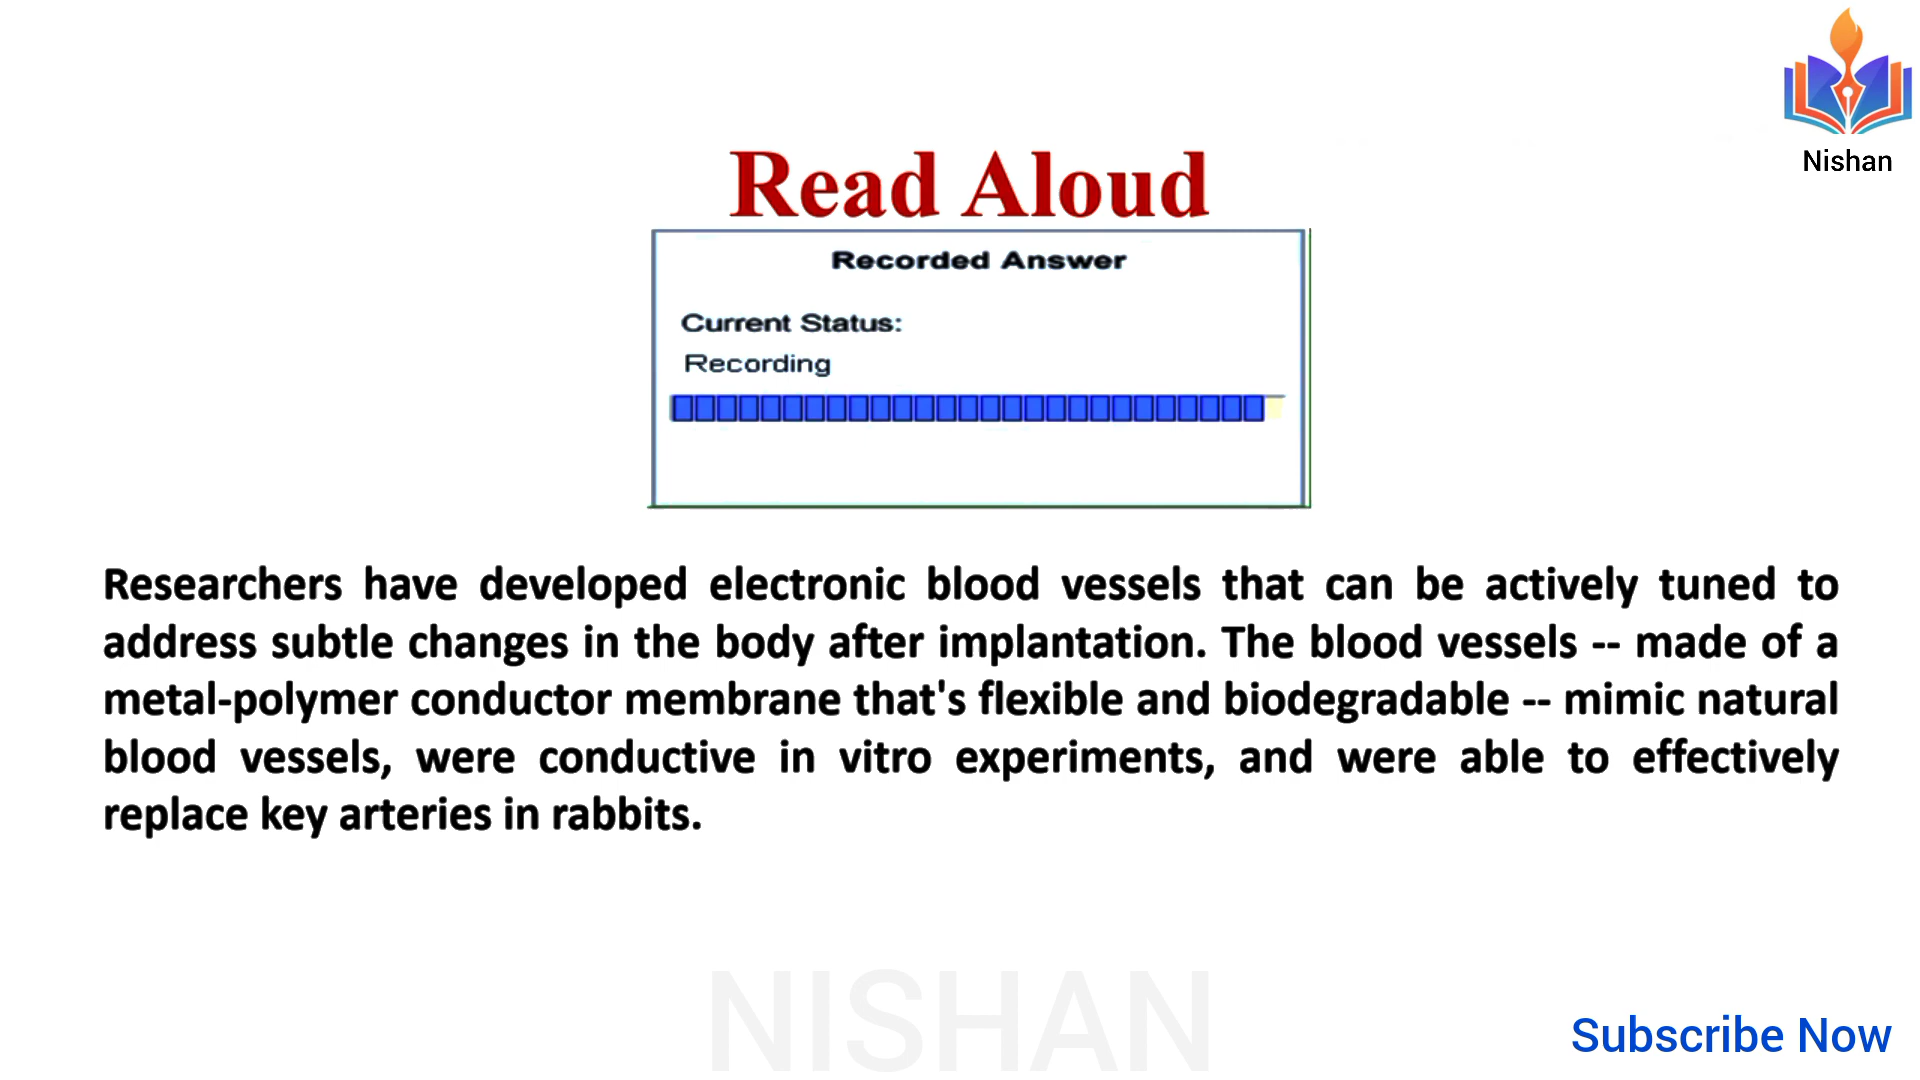 Nishan
Read Aloud
Recorded Answer
Current Status:
Recording
Researchers have developed electronic blood vessels that can be actively tuned to
address subtle changes in the body after implantation. The blood vessels -- made of a
metal-polymer conductor membrane that's flexible and biodegradable -- mimic natural
blood vessels, were conductive in vitro experiments, and were able to effectively
replace key arteries in rabbits.
NISHAN
Subscribe Now